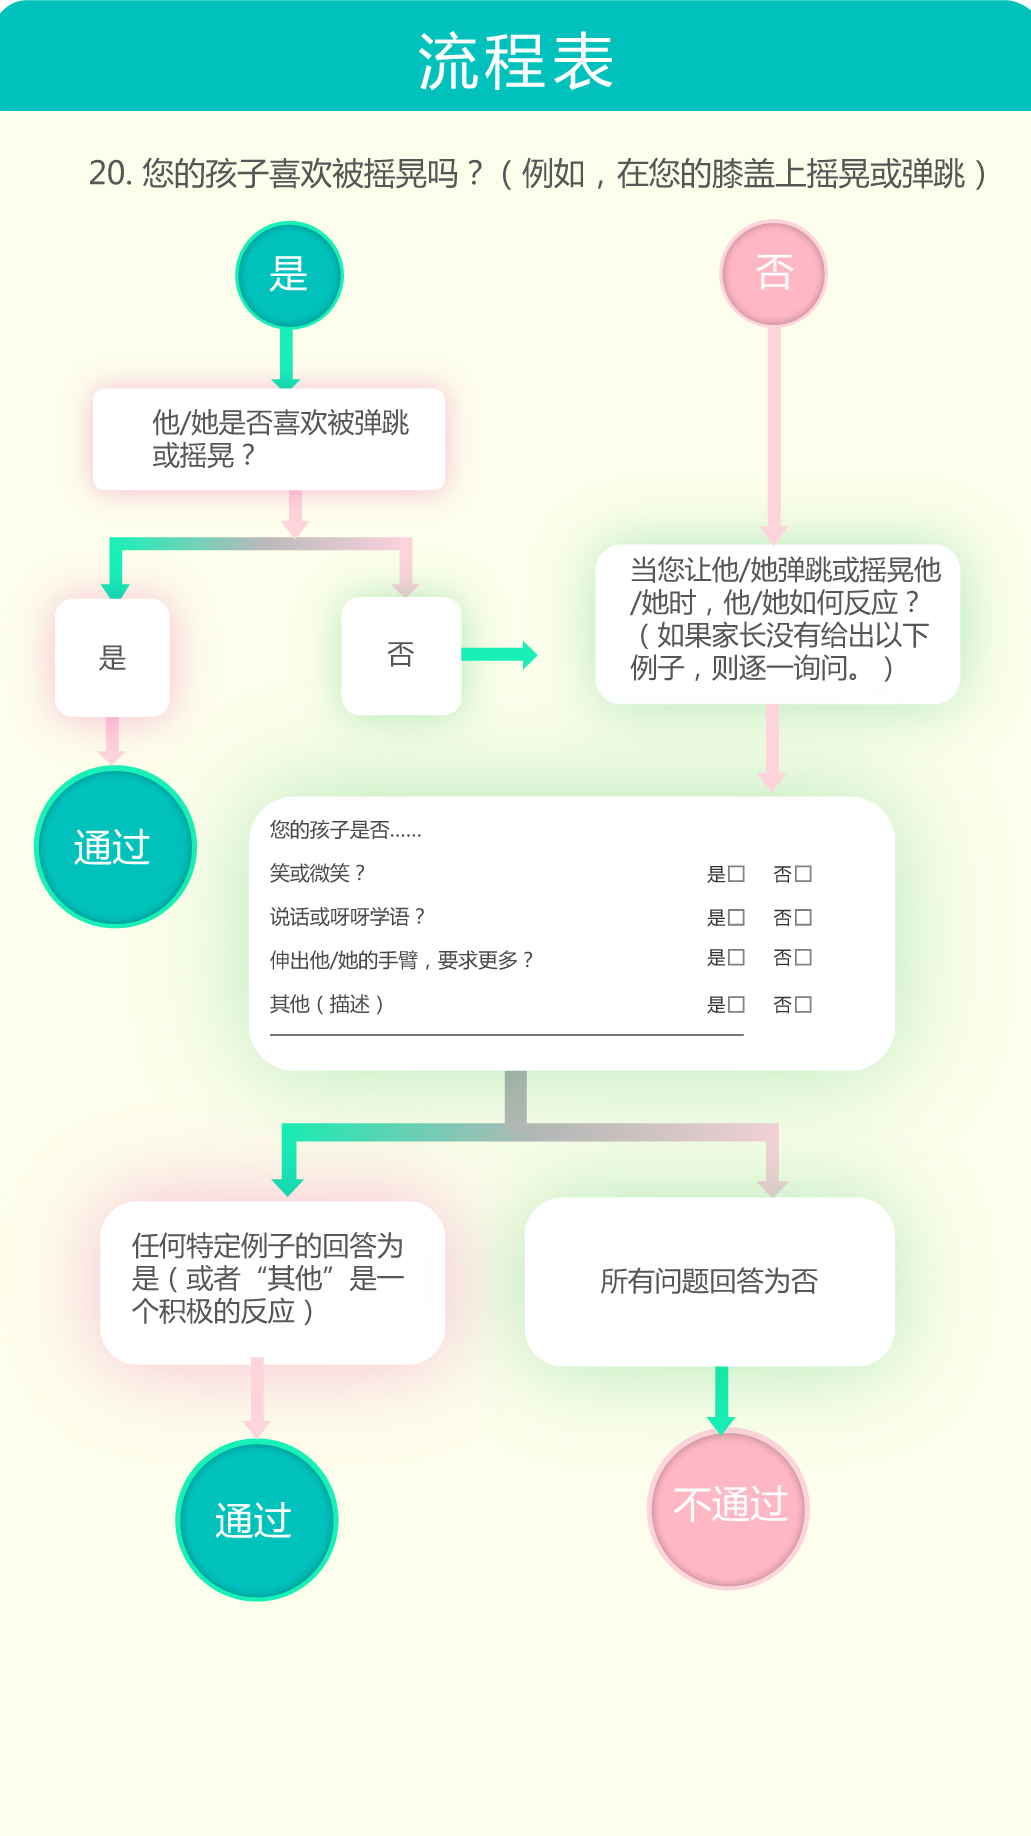 流程表
20. 您的孩子喜欢被摇晃吗？（例如，在您的膝盖上摇晃或弹跳）
是
否
他/她是否喜欢被弹跳
或摇晃？
是
否
当您让他/她弹跳或摇晃他
/她时，他/她如何反应？
（如果家长没有给出以下
例子，则逐一询问。）
通过
您的孩子是否......
笑或微笑？ 是□ 否□
说话或呀呀学语？ 是□ 否□
伸出他/她的手臂，要求更多？ 是□ 否□
其他（描述） 是□ 否□
任何特定例子的回答为
是（或者“其他”是一
个积极的反应）
所有问题回答为否
通过
不通过